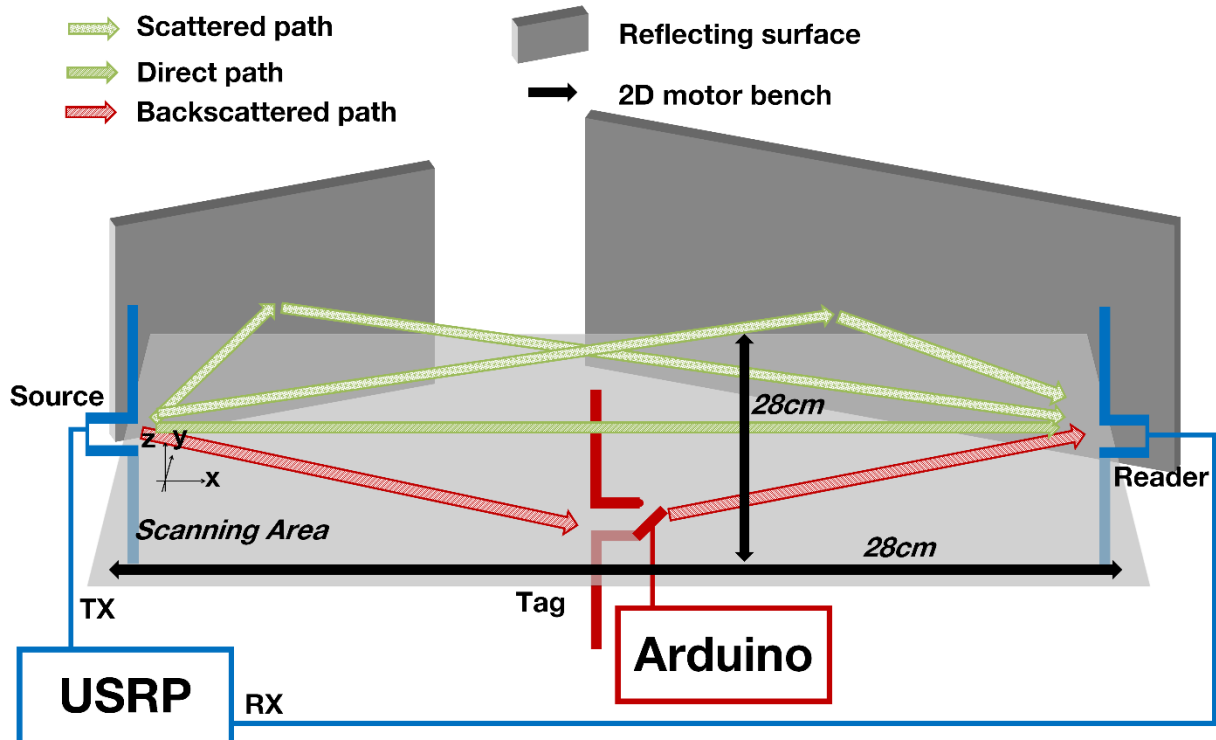 Scattered path
Direct path
Backscattered path
Reflecting surface
2D motor bench
Source
z y
x
28cm
Reader
Scanning Area
28cm
TX
Tag
Arduino
USRP
RX